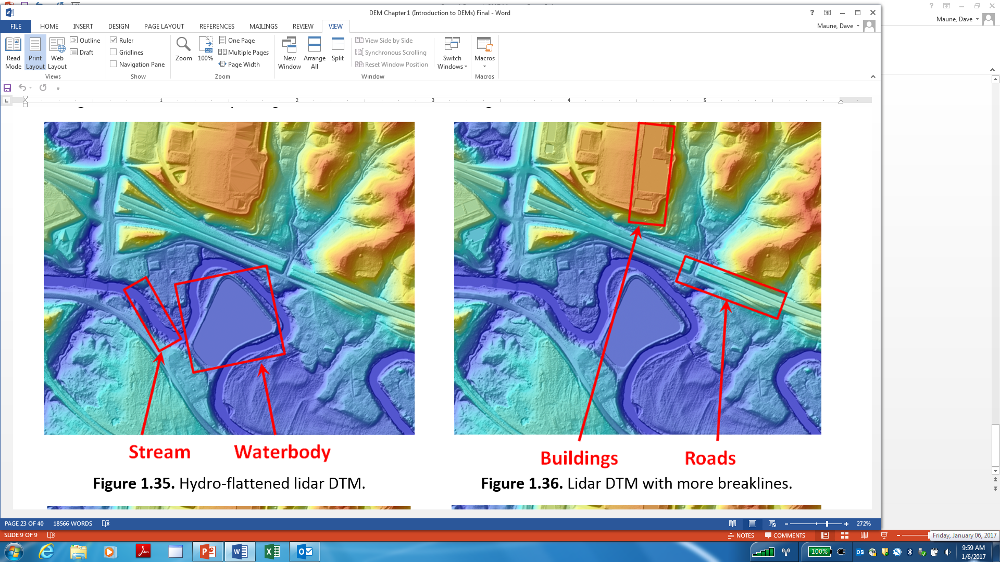 DEM Chapter 1 (Introduction to DEMs) Final - Word
Maune, Dave
FILE HOME INSERT DESIGN PAGE LAYOUT REFERENCES MAILINGS REVIEW VIEW
Maune, Dave
Read Mode
Print Layout
Web Layout
Outline
Draft
Views
Ruler
Gridlines
Navigation Pane
Show
Zoom
100
100%
One Page
Multiple Pages
Page Width
Zoom
New Window
Arrange All
Split
View Side by Side
Synchronous Scrolling
Reset Window Position
Window
Switch Windows
Macros
Macros
1 2 3 4 5
Stream Waterbody
Buildings Roads
Figure 1.35. Hydro-flattened lidar DTM.
Figure 1.36. Lidar DTM with more breaklines.
PAGE 23 OF 40 18566 WORDS
272%
SLIDE 9 OF 9
NOTES COMMENTS
Friday, January 06, 2017
100%
9:59 AM
1/6/2017